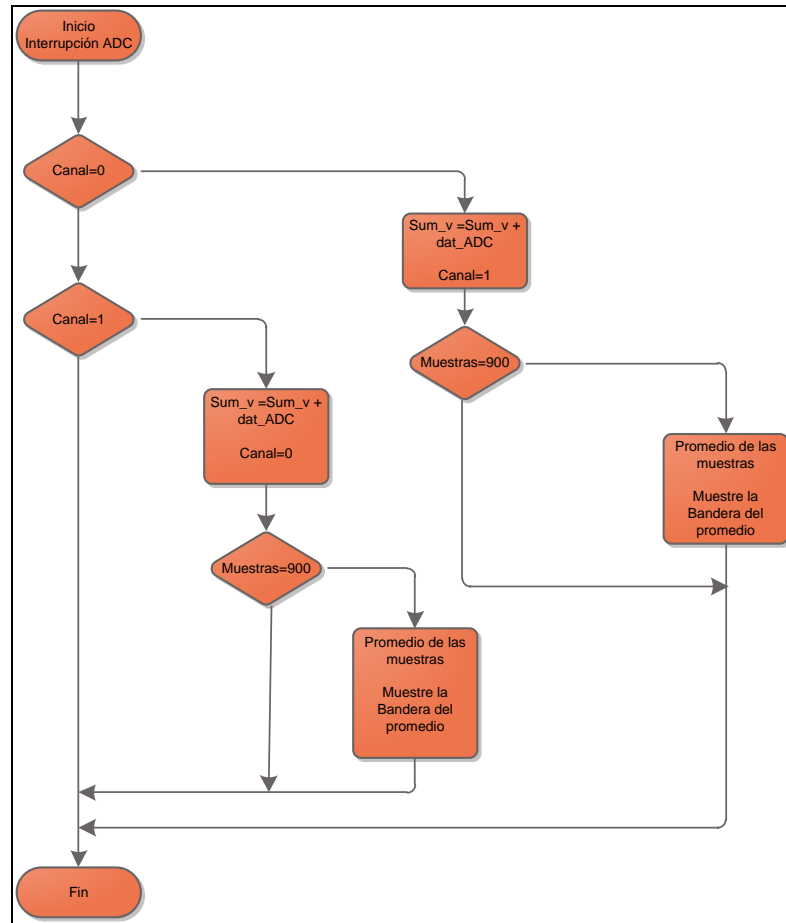 Inicio
Interrupción ADC
Canal=0
Sum_v =Sum_v +
dat_ADC
Canal=1
Canal=1
Muestras=900
Sum_v =Sum_v +
dat_ADC
Canal=0
Promedio de las
muestras
Muestre la
Bandera del
promedio
Muestras=900
Promedio de las
muestras
Muestre la
Bandera del
promedio
Fin